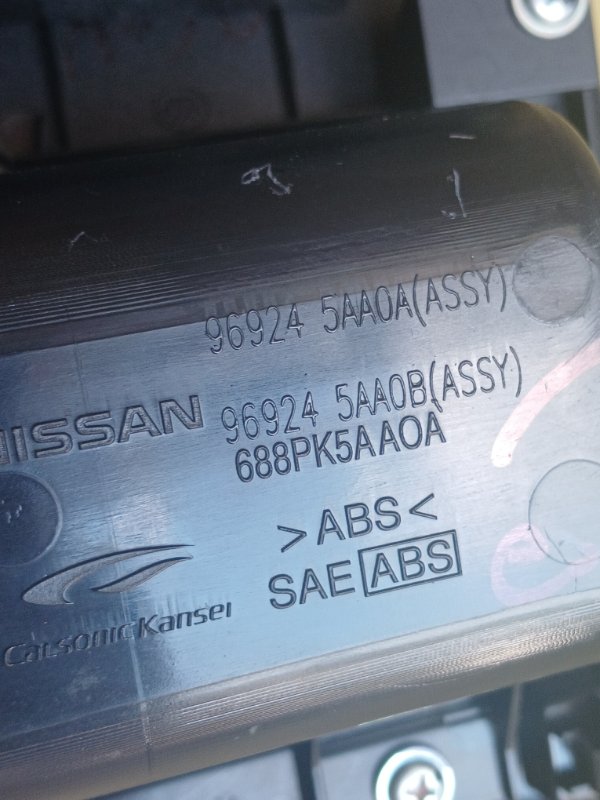 96924 5AA0A(ASSY)
NISSAN 96924 5AA0B(ASSY)
688PK5AA0A
>ABS<
SAE ABS
CalsonicKansei